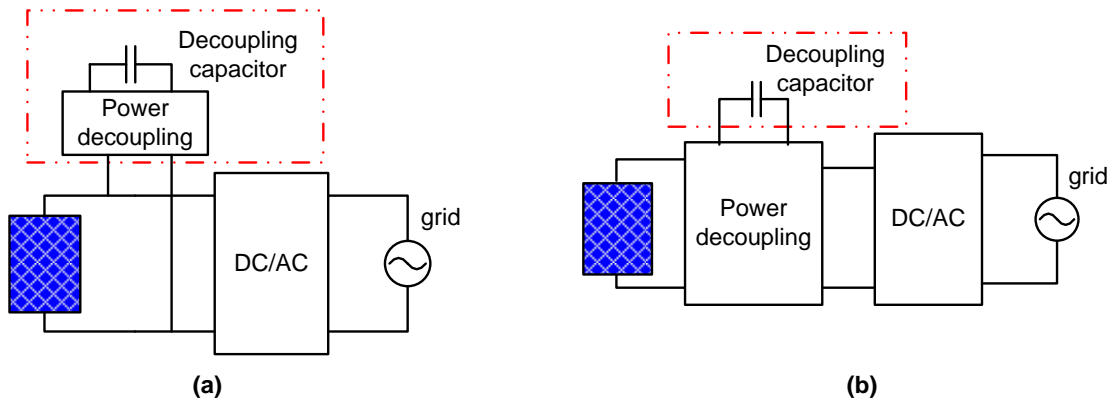 Decoupling
capacitor
Power
decoupling
grid
DC/AC
(a)
Decoupling
capacitor
Power
decoupling
DC/AC
grid
(b)